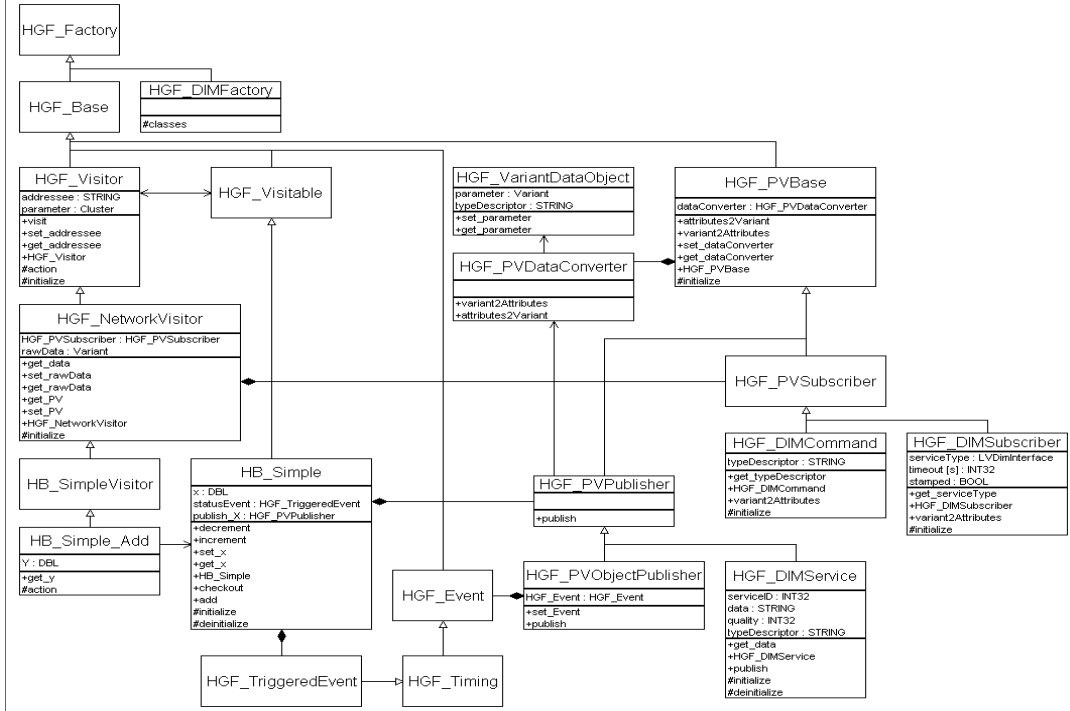 HGF_Factory
HGF_Base
HGF_DIMFactory
#classes
HGF_Visitor
addressee : STRING
parameter : Cluster
+visit
+set_addressee
+get_addressee
+HGF_Visitor
#action
#initialize
HGF_Visitable
HGF_VariantDataObject
parameter : Variant
typeDescriptor : STRING
+set_parameter
+get_parameter
HGF_PVBase
dataConverter : HGF_PVDataConverter
+attributes2Variant
+variant2Attributes
+set_dataConverter
+get_dataConverter
+HGF_PVBase
#initialize
HGF_PVDataConverter
+variant2Attributes
+attributes2Variant
HGF_NetworkVisitor
HGF_PVSubscriber : HGF_PVSubscriber
rawData : Variant
+get_data
+set_rawData
+get_rawData
+get_PV
+set_PV
+HGF_NetworkVisitor
#initialize
HGF_PVSubscriber
HGF_DIMCommand
typeDescriptor : STRING
+get_typeDescriptor
+HGF_DIMCommand
+variant2Attributes
#initialize
HGF_DIMSubscriber
serviceType : LVDimInterface
timeout [s] : INT32
stamped : BOOL
+get_serviceType
+HGF_DIMSubscriber
+variant2Attributes
#initialize
HB_SimpleVisitor
HB_Simple
x : DBL
statusEvent : HGF_TriggeredEvent
publish_X : HGF_PVPublisher
+decrement
+increment
+set_x
+get_x
+HB_Simple
+checkout
+add
#initialize
#deinitialize
HGF_PVPublisher
+publish
HB_Simple_Add
Y : DBL
+get_y
#action
HGF_Event
HGF_PVObjectPublisher
HGF_Event : HGF_Event
+set_Event
+publish
HGF_DIMService
serviceID : INT32
data : STRING
quality : INT32
typeDescriptor : STRING
+get_data
+HGF_DIMService
+publish
#initialize
#deinitialize
HGF_TriggeredEvent
HGF_Timing